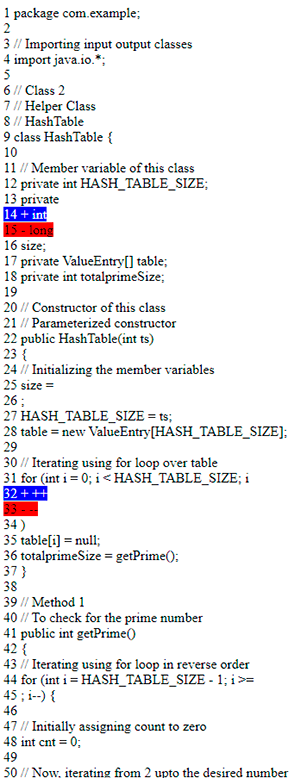 1 package com.example;
2
3 // Importing input output classes
4 import java.io.*;
5
6 // Class 2
7 // Helper Class
8 // HashTable
9 class HashTable {
10
11 // Member variable of this class
12 private int HASH_TABLE_SIZE;
13 private
14 + int
15 - long
16 size;
17 private ValueEntry[] table;
18 private int totalprimeSize;
19
20 // Constructor of this class
21 // Parameterized constructor
22 public HashTable(int ts)
23 {
24 // Initializing the member variables
25 size =
26 ;
27 HASH_TABLE_SIZE = ts;
28 table = new ValueEntry[HASH_TABLE_SIZE];
29
30 // Iterating using for loop over table
31 for (int i = 0; i < HASH_TABLE_SIZE; i
32 + ++
33 - --
34 )
35 table[i] = null;
36 totalprimeSize = getPrime();
37 }
38
39 // Method 1
40 // To check for the prime number
41 public int getPrime()
42 {
43 // Iterating using for loop in reverse order
44 for (int i = HASH_TABLE_SIZE - 1; i >=
45 ; i--) {
46
47 // Initially assigning count to zero
48 int cnt = 0;
49
50 // Now, iterating from 2 upto the desired number